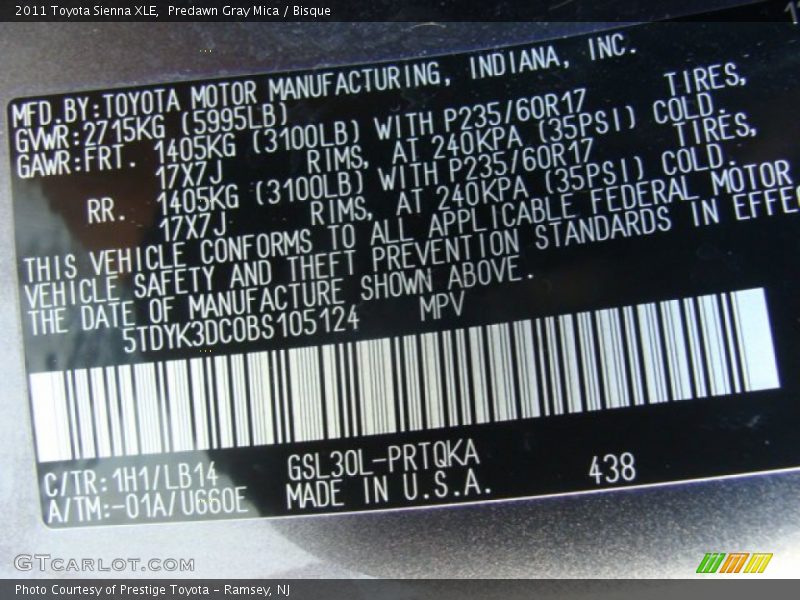 2011 Toyota Sienna XLE,  Predawn Gray Mica / Bisque
MFD.BY:TOYOTA MOTOR MANUFACTURING, INDIANA, INC.
GVWR:2715KG (5995LB)
GAWR:FRT. 1405KG (3100LB) WITH P235/60R17 TIRES,
17X7J RIMS, AT 240KPA (35PSI) COLD.
RR. 1405KG (3100LB) WITH P235/60R17 TIRES,
17X7J RIMS, AT 240KPA (35PSI) COLD.
THIS VEHICLE CONFORMS TO ALL APPLICABLE FEDERAL MOTOR
VEHICLE SAFETY AND THEFT PREVENTION STANDARDS IN EFFEC
THE DATE OF MANUFACTURE SHOWN ABOVE.
5TDYK3DC0BS105124 MPV
C/TR:1H1/LB14 GSL30L-PRTQKA 438
A/TM:-01A/U660E MADE IN U.S.A.
GTCARLOT.COM
Photo Courtesy of Prestige Toyota - Ramsey, NJ